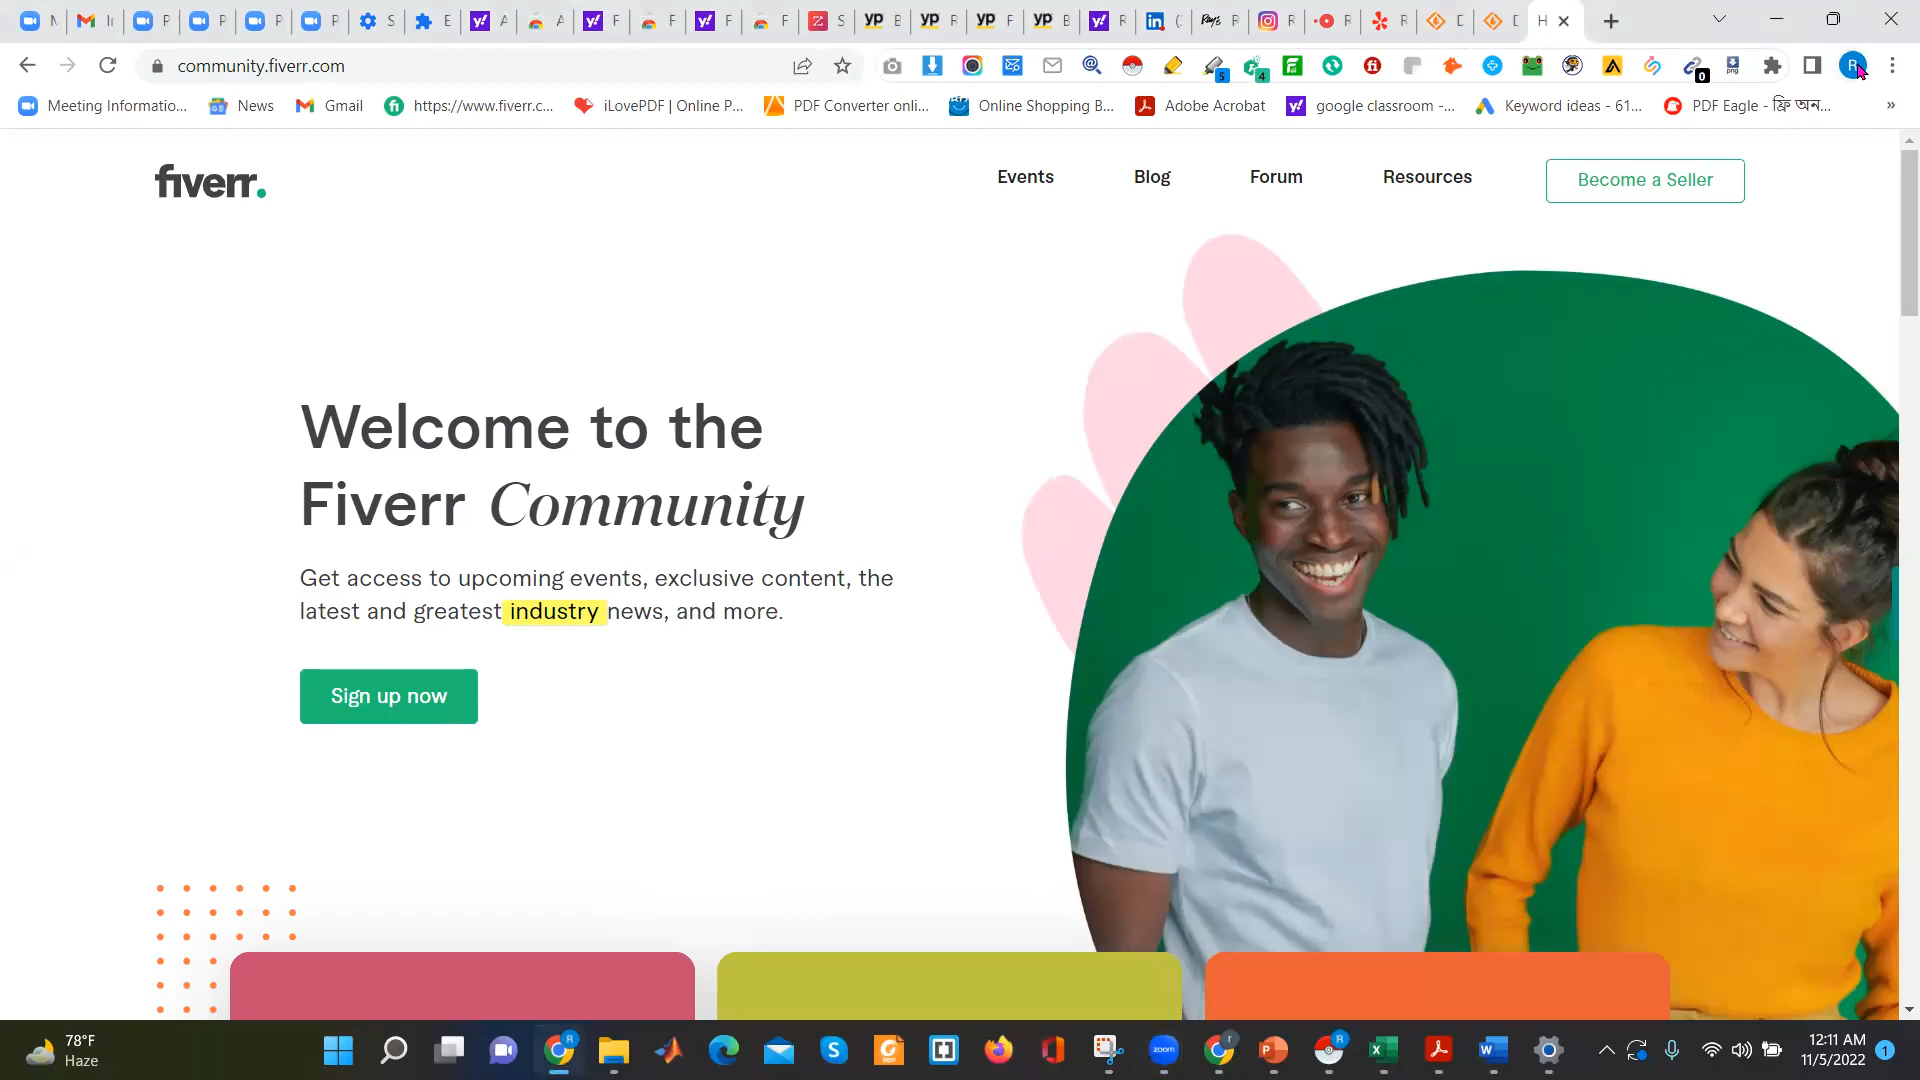 community.fiverr.com
Meeting Informatio... News Gmail https://www.fiverr.c... iLovePDF | Online P... PDF Converter onli... Online Shopping B... Adobe Acrobat google classroom -... Keyword ideas - 61... PDF Eagle - ফ্রি অন... »
fiverr.
Events Blog Forum Resources Become a Seller
Welcome to the
Fiverr Community
Get access to upcoming events, exclusive content, the
latest and greatest industry news, and more.
Sign up now
78°F
Haze
12:11 AM
11/5/2022